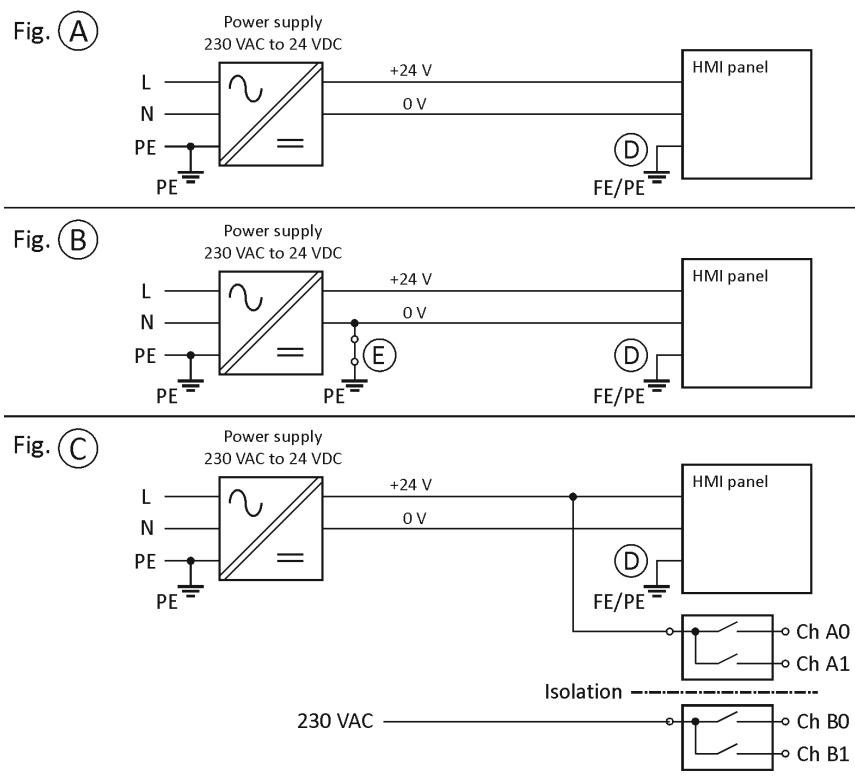 Fig. A
Power supply
230 VAC to 24 VDC
+24 V
HMI panel
L
0 V
N
PE
D
PE
FE/PE
Fig. B
Power supply
230 VAC to 24 VDC
+24 V
HMI panel
L
0 V
N
PE
E
D
PE
PE
FE/PE
Fig. C
Power supply
230 VAC to 24 VDC
+24 V
HMI panel
L
0 V
N
PE
D
PE
FE/PE
Ch A0
Ch A1
Isolation
230 VAC
Ch B0
Ch B1